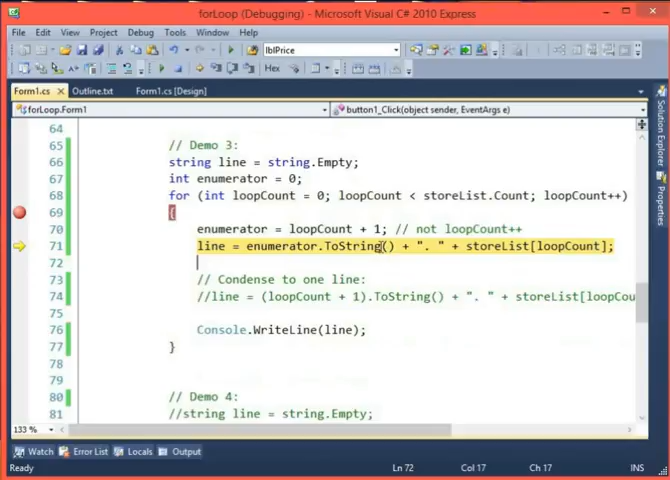 forLoop (Debugging) - Microsoft Visual C# 2010 Express
File Edit View Project Debug Tools Window Help
lblPrice
Hex
Form1.cs Outline.txt Form1.cs [Design]
forLoop.Form1 button1_Click(object sender, EventArgs e)
64
65 // Demo 3:
66 string line = string.Empty;
67 int enumerator = 0;
68 for (int loopCount = 0; loopCount < storeList.Count; loopCount++)
69 {
70 enumerator = loopCount + 1; // not loopCount++
71 line = enumerator.ToString() + ". " + storeList[loopCount];
72
73 // Condense to one line:
74 //line = (loopCount + 1).ToString() + ". " + storeList[loopCou
75
76 Console.WriteLine(line);
77 }
78
79
80 // Demo 4:
81 //string line = string.Empty;
133 %
Watch Error List Locals Output
Ready Ln 72 Col 17 Ch 17 INS
Solution Explorer
Properties